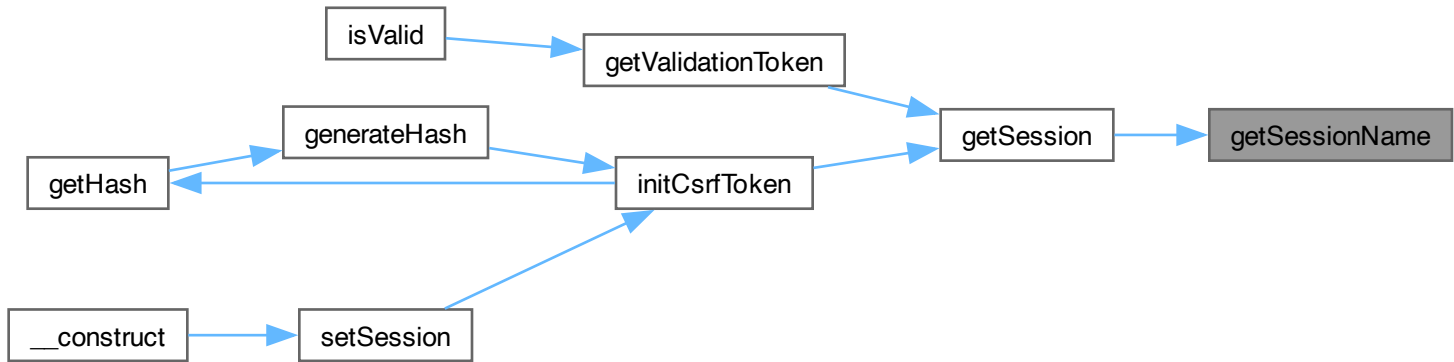 isValid
getValidationToken
generateHash
getSession
getSessionName
getHash
initCsrfToken
__construct
setSession